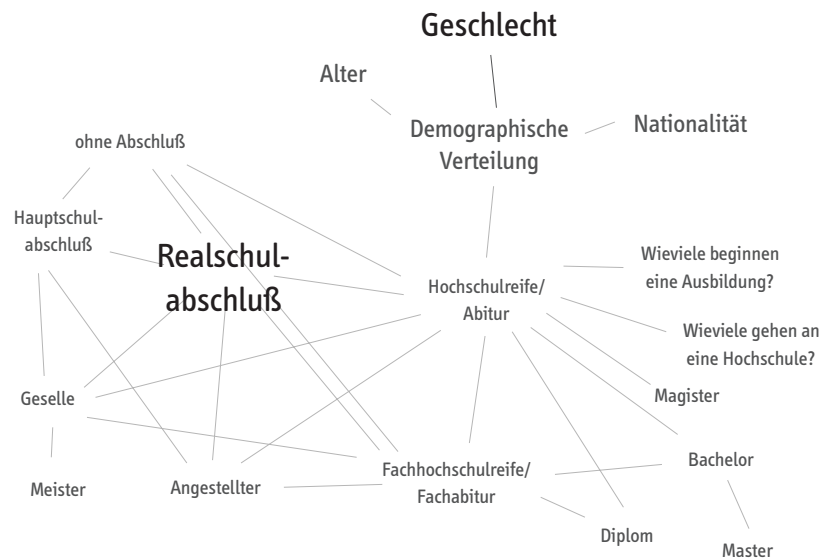 Geschlecht
Alter
Demographische
Verteilung
Nationalität
ohne Abschluß
Hauptschul-
abschluß
Realschul-
abschluß
Hochschulreife/
Abitur
Wieviele beginnen
eine Ausbildung?
Wieviele gehen an
eine Hochschule?
Geselle
Magister
Meister
Angestellter
Fachhochschulreife/
Fachabitur
Bachelor
Diplom
Master